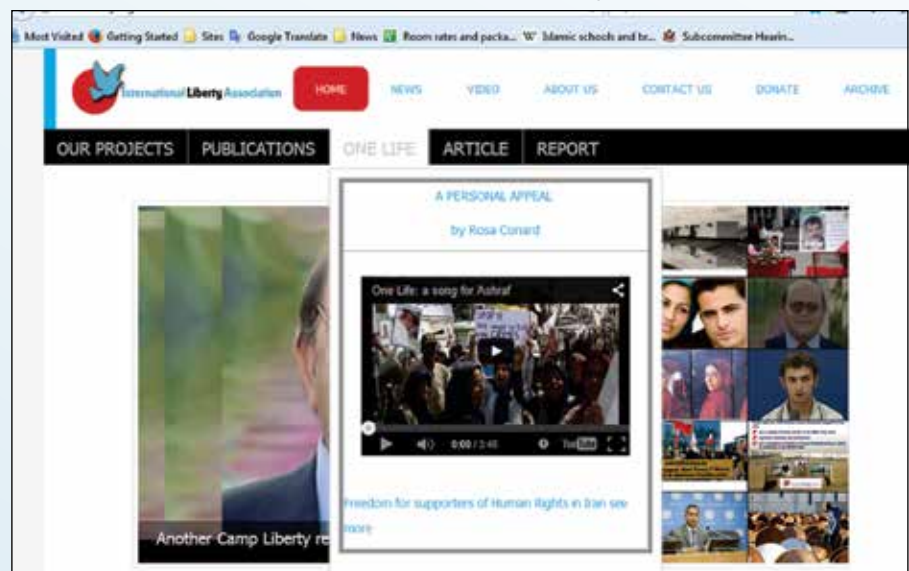 Most Visited Getting Started Sites Google Translate News Room rates and packa... W Islamic schools and br... Subcommittee Hearin...
International Liberty Association HOME NEWS VIDEO ABOUT US CONTACT US DONATE ARCHIVE
OUR PROJECTS PUBLICATIONS ONE LIFE ARTICLE REPORT
A PERSONAL APPEAL
by Rosa Conard
One Life: a song for Ashraf
0:00 / 3:48 YouTube
Freedom for supporters of Human Rights in Iran see
more
Another Camp Liberty re